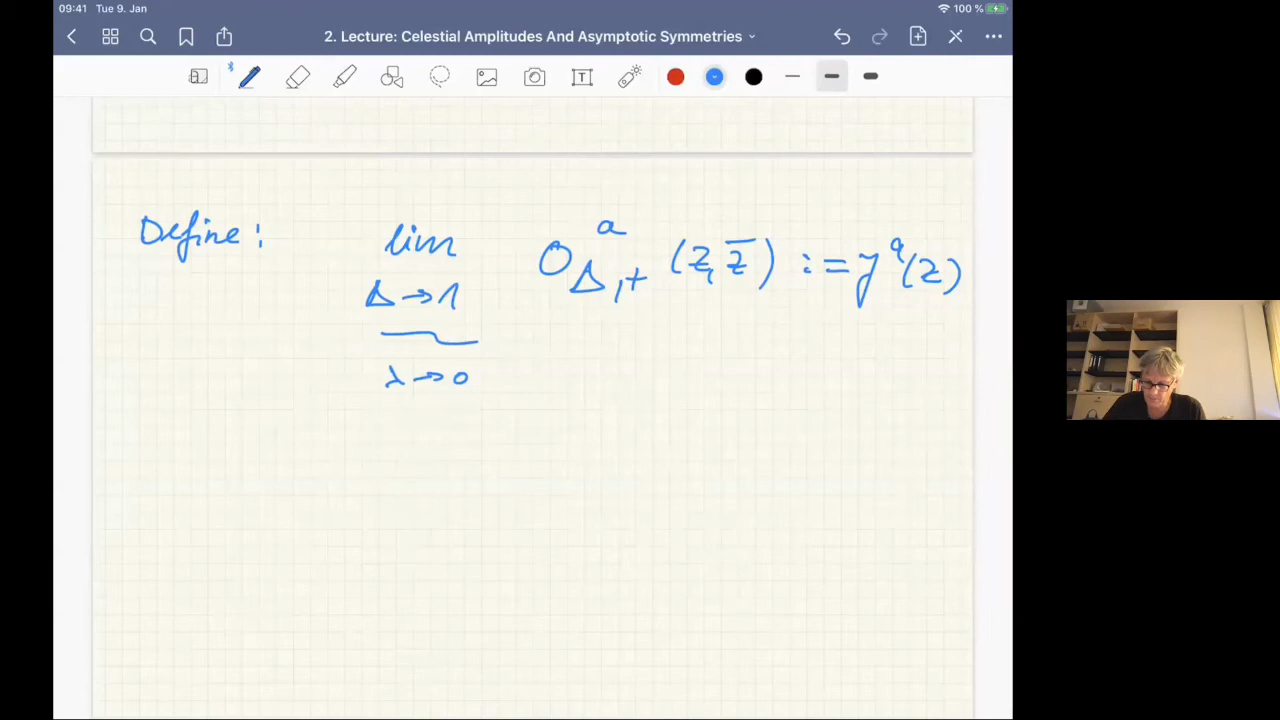 09:41 Tue 9. Jan 100 %
2. Lecture: Celestial Amplitudes And Asymptotic Symmetries
Define: lim O^a_{Δ,+} (z, z̅) := y^a(z)
Δ → 1
λ → 0